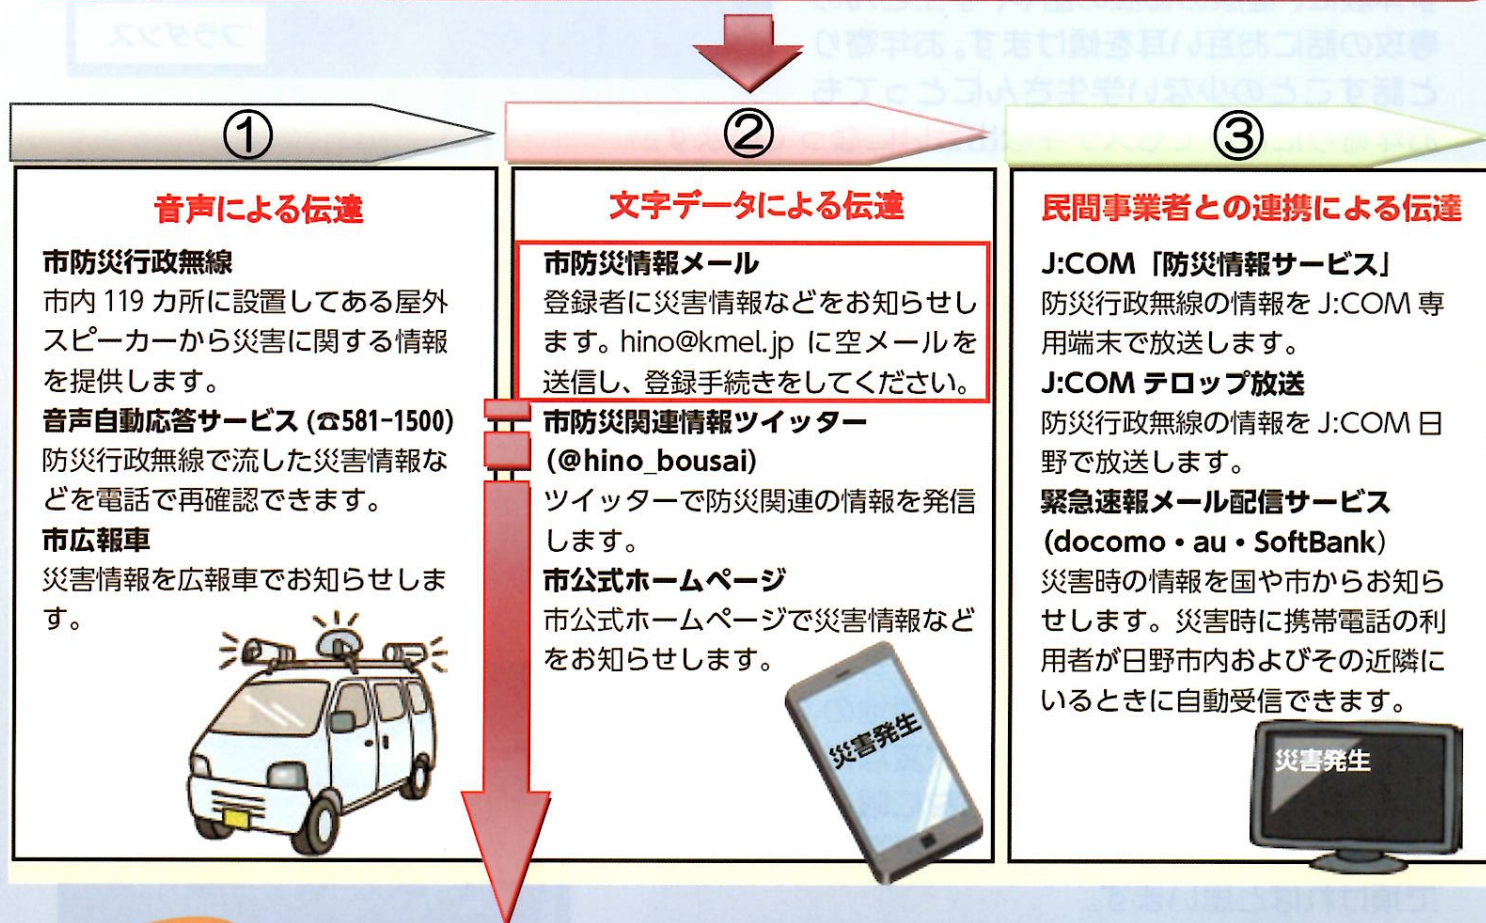 ①
音声による伝達
市防災行政無線
市内 119 カ所に設置してある屋外
スピーカーから災害に関する情報
を提供します。
音声自動応答サービス (☎581-1500)
防災行政無線で流した災害情報な
どを電話で再確認できます。
市広報車
災害情報を広報車でお知らせしま
す。
②
文字データによる伝達
市防災情報メール
登録者に災害情報などをお知らせし
ます。hino@kmel.jp に空メールを
送信し、登録手続きをしてください。
市防災関連情報ツイッター
(@hino_bousai)
ツイッターで防災関連の情報を発信
します。
市公式ホームページ
市公式ホームページで災害情報など
をお知らせします。
災害発生
③
民間事業者との連携による伝達
J:COM「防災情報サービス」
防災行政無線の情報を J:COM 専
用端末で放送します。
J:COM テロップ放送
防災行政無線の情報を J:COM 日
野で放送します。
緊急速報メール配信サービス
(docomo・au・SoftBank)
災害時の情報を国や市からお知ら
せします。災害時に携帯電話の利
用者が日野市内およびその近隣に
いるときに自動受信できます。
災害発生